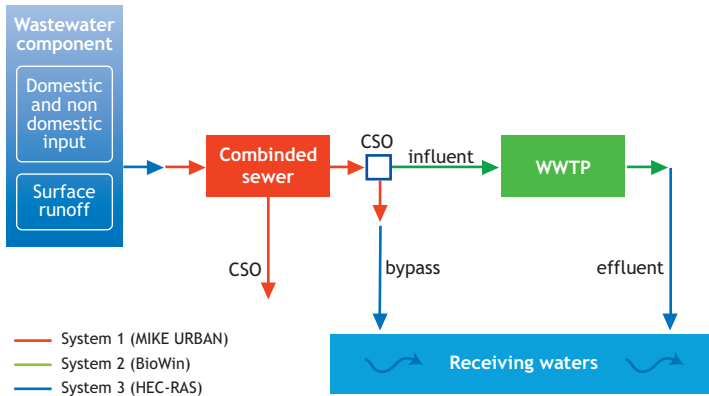 Wastewater
component
Domestic
and non
domestic
input
Surface
runoff
Combinded
sewer
CSO
influent
WWTP
CSO
bypass
effluent
Receiving waters
System 1 (MIKE URBAN)
System 2 (BioWin)
System 3 (HEC-RAS)